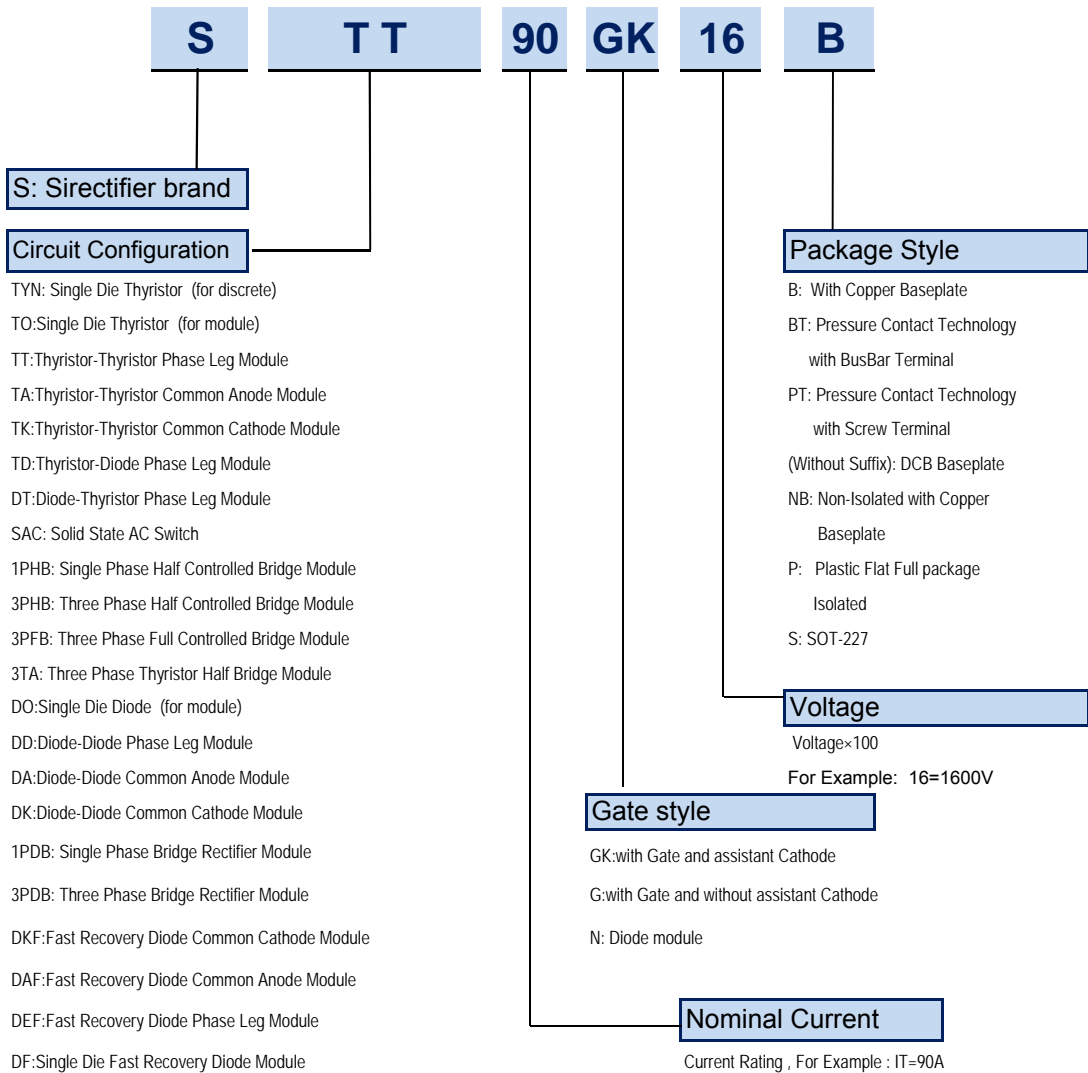 S T T 90 GK 16 B
S: Sirectifier brand
Circuit Configuration
TYN: Single Die Thyristor (for discrete)
TO:Single Die Thyristor (for module)
TT:Thyristor-Thyristor Phase Leg Module
TA:Thyristor-Thyristor Common Anode Module
TK:Thyristor-Thyristor Common Cathode Module
TD:Thyristor-Diode Phase Leg Module
DT:Diode-Thyristor Phase Leg Module
SAC: Solid State AC Switch
1PHB: Single Phase Half Controlled Bridge Module
3PHB: Three Phase Half Controlled Bridge Module
3PFB: Three Phase Full Controlled Bridge Module
3TA: Three Phase Thyristor Half Bridge Module
DO:Single Die Diode (for module)
DD:Diode-Diode Phase Leg Module
DA:Diode-Diode Common Anode Module
DK:Diode-Diode Common Cathode Module
1PDB: Single Phase Bridge Rectifier Module
3PDB: Three Phase Bridge Rectifier Module
DKF:Fast Recovery Diode Common Cathode Module
DAF:Fast Recovery Diode Common Anode Module
DEF:Fast Recovery Diode Phase Leg Module
DF:Single Die Fast Recovery Diode Module
Package Style
B: With Copper Baseplate
BT: Pressure Contact Technology
with BusBar Terminal
PT: Pressure Contact Technology
with Screw Terminal
(Without Suffix): DCB Baseplate
NB: Non-Isolated with Copper
Baseplate
P: Plastic Flat Full package
Isolated
S: SOT-227
Voltage
Voltage×100
For Example: 16=1600V
Gate style
GK:with Gate and assistant Cathode
G:with Gate and without assistant Cathode
N: Diode module
Nominal Current
Current Rating , For Example : IT=90A